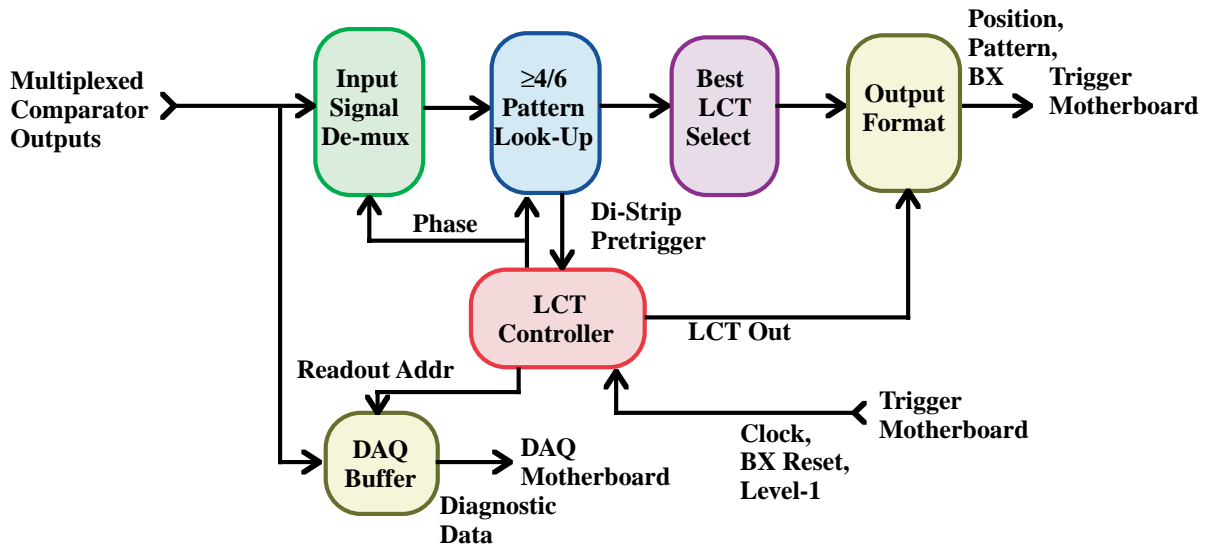 Multiplexed
Comparator
Outputs
Input
Signal
De-mux
≥4/6
Pattern
Look-Up
Best
LCT
Select
Output
Format
Position,
Pattern,
BX
Trigger
Motherboard
Phase
Di-Strip
Pretrigger
LCT
Controller
LCT Out
Readout Addr
Trigger
Motherboard
Clock,
BX Reset,
Level-1
DAQ
Buffer
DAQ
Motherboard
Diagnostic
Data